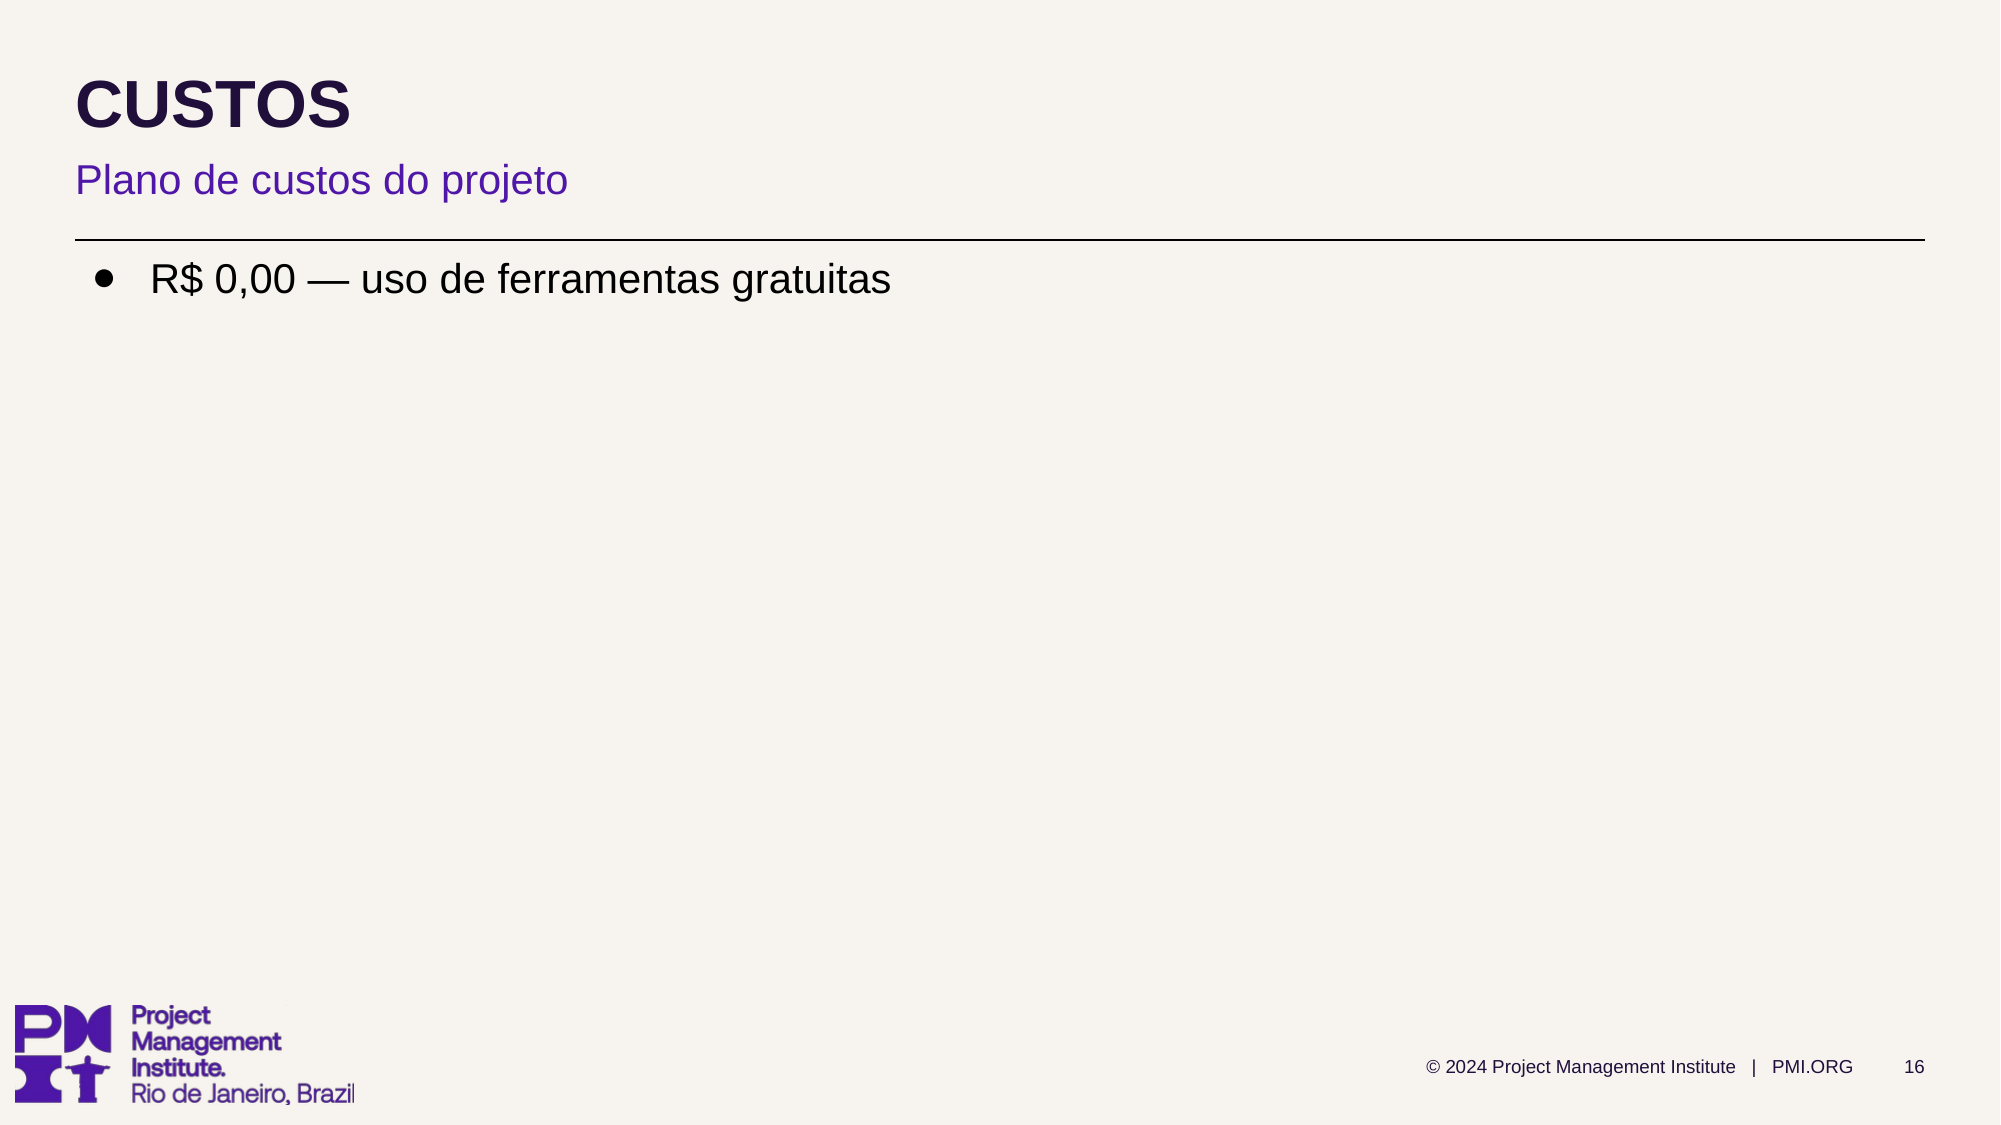 CUSTOS
Plano de custos do projeto
● R$ 0,00 — uso de ferramentas gratuitas
Project
Management
Institute.
Rio de Janeiro, Brazil
© 2024 Project Management Institute | PMI.ORG 16